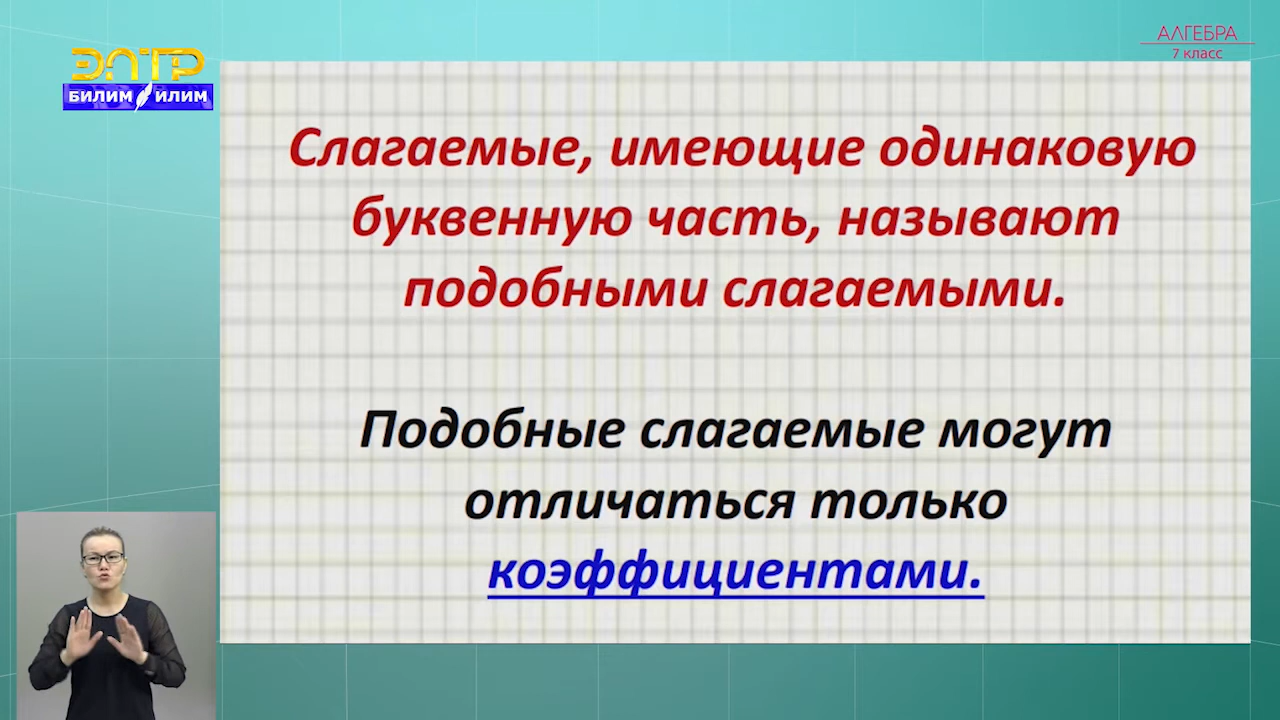 АЛГЕБРА
7 класс
ЭЛТР
БИЛИМ ИЛИМ
Слагаемые, имеющие одинаковую
буквенную часть, называют
подобными слагаемыми.
Подобные слагаемые могут
отличаться только
коэффициентами.